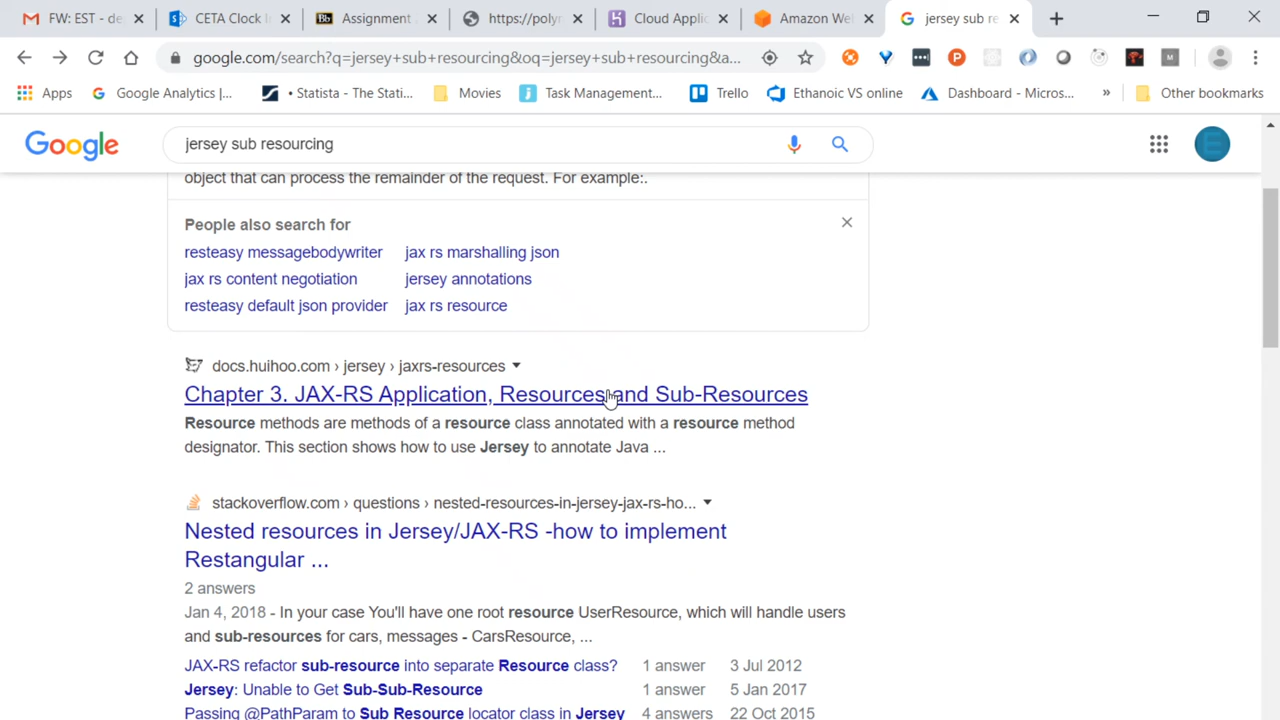 FW: EST - de
CETA Clock I
Assignment
https://poly
Cloud Applic
Amazon We
jersey sub re
google.com/search?q=jersey+sub+resourcing&oq=jersey+sub+resourcing&a...
Apps
Google Analytics |...
• Statista - The Stati...
Movies
Task Management...
Trello
Ethanoic VS online
Dashboard - Micros...
»
Other bookmarks
Google
jersey sub resourcing
E
object that can process the remainder of the request. For example:.
People also search for
resteasy messagebodywriter
jax rs marshalling json
jax rs content negotiation
jersey annotations
resteasy default json provider
jax rs resource
docs.huihoo.com › jersey › jaxrs-resources
Chapter 3. JAX-RS Application, Resources and Sub-Resources
Resource methods are methods of a resource class annotated with a resource method
designator. This section shows how to use Jersey to annotate Java ...
stackoverflow.com › questions › nested-resources-in-jersey-jax-rs-ho...
Nested resources in Jersey/JAX-RS -how to implement
Restangular ...
2 answers
Jan 4, 2018 - In your case You'll have one root resource UserResource, which will handle users
and sub-resources for cars, messages - CarsResource, ...
JAX-RS refactor sub-resource into separate Resource class? 1 answer 3 Jul 2012
Jersey: Unable to Get Sub-Sub-Resource 1 answer 5 Jan 2017
Passing @PathParam to Sub Resource locator class in Jersey 4 answers 22 Oct 2015